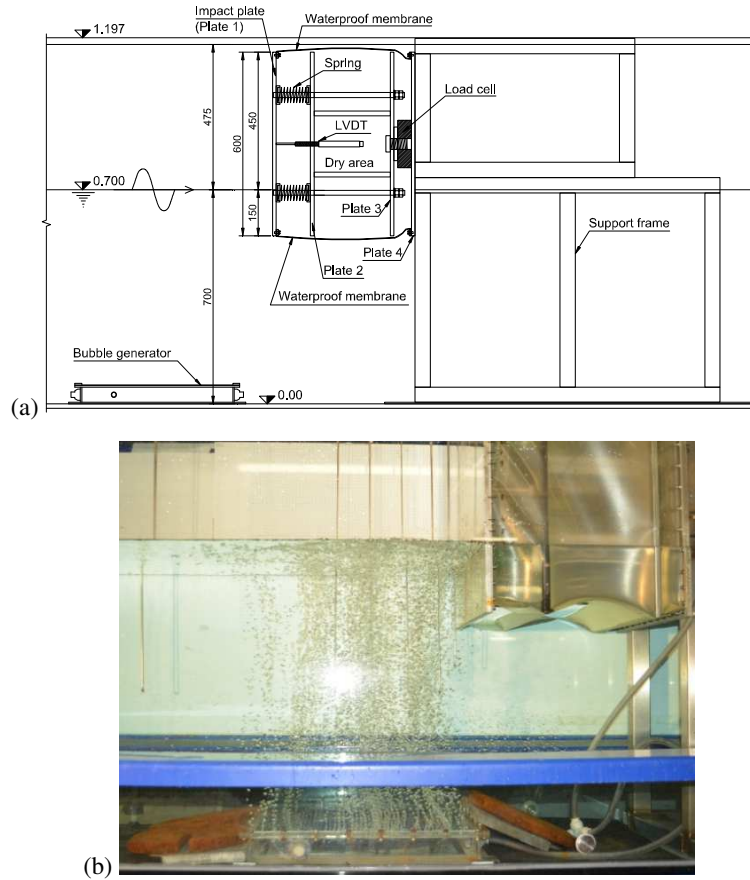 Impact plate
(Plate 1)
Waterproof membrane
1.197
Spring
Load cell
475
600
450
LVDT
Dry area
0.700
150
Plate 3
Support frame
Plate 4
Plate 2
700
Waterproof membrane
Bubble generator
0.00
(a)
(b)